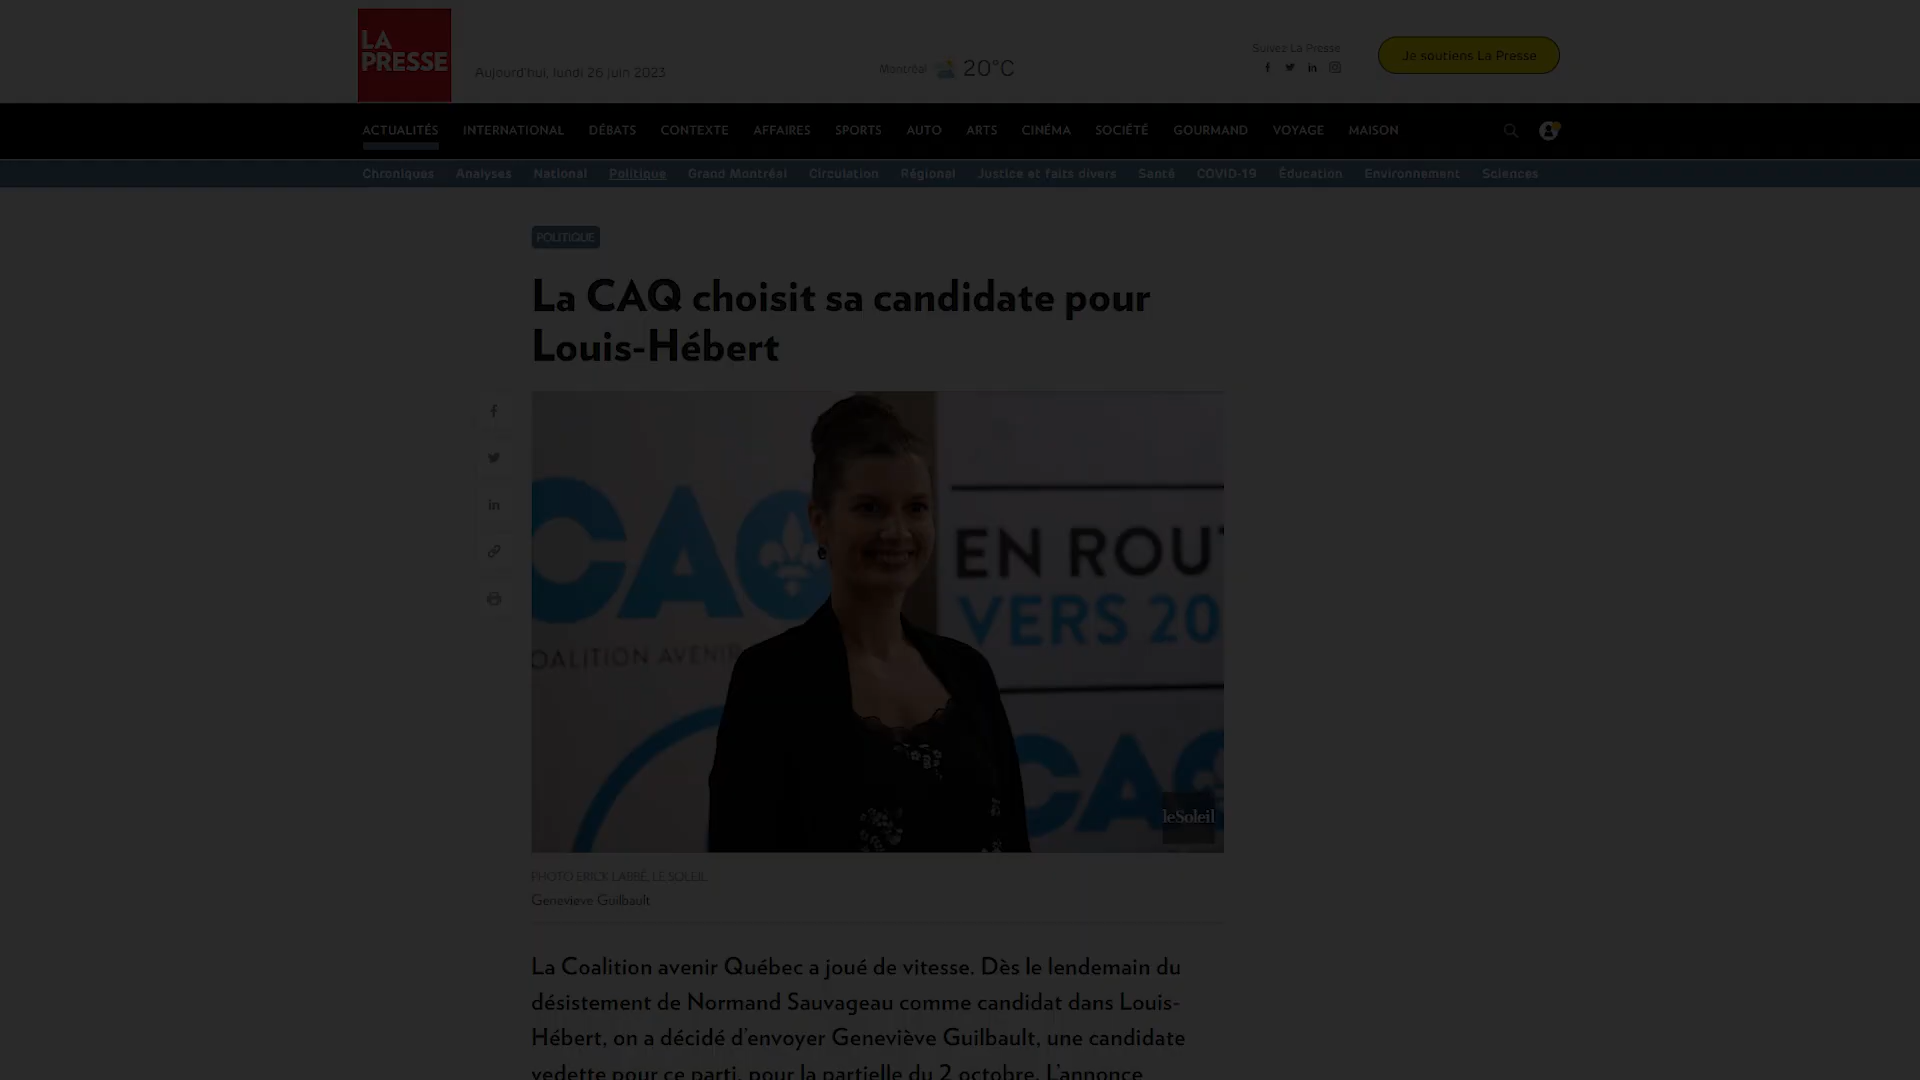 LA
PRESSE
Aujourd'hui, lundi 26 juin 2023
Montréal 20°C
Suivez La Presse
Je soutiens La Presse
ACTUALITÉS INTERNATIONAL DÉBATS CONTEXTE AFFAIRES SPORTS AUTO ARTS CINÉMA SOCIÉTÉ GOURMAND VOYAGE MAISON
Chroniques Analyses National Politique Grand Montréal Circulation Régional Justice et faits divers Santé COVID-19 Éducation Environnement Sciences
POLITIQUE
La CAQ choisit sa candidate pour
Louis-Hébert
CAQ
COALITION AVENIR
EN ROUT
VERS 20
CAQ
leSoleil
PHOTO ERICK LABBÉ, LE SOLEIL
Geneviève Guilbault
La Coalition avenir Québec a joué de vitesse. Dès le lendemain du
désistement de Normand Sauvageau comme candidat dans Louis-
Hébert, on a décidé d'envoyer Geneviève Guilbault, une candidate
vedette pour ce parti, pour la partielle du 2 octobre. L'annonce